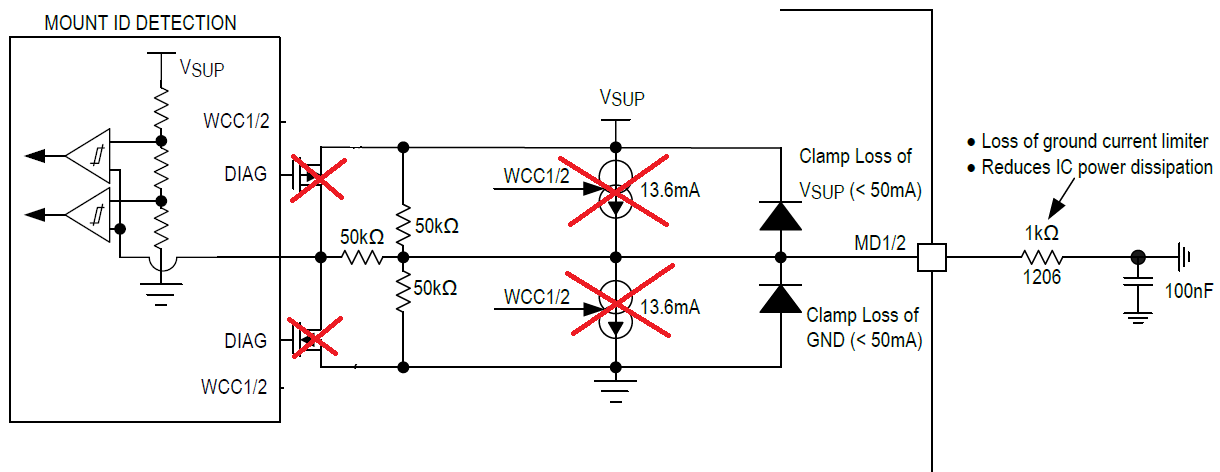 MOUNT ID DETECTION
VSUP
WCC1/2
DIAG
DIAG
WCC1/2
50kΩ
50kΩ
50kΩ
VSUP
WCC1/2
13.6mA
WCC1/2
13.6mA
Clamp Loss of
VSUP (< 50mA)
MD1/2
Clamp Loss of
GND (< 50mA)
• Loss of ground current limiter
• Reduces IC power dissipation
1kΩ
1206
100nF